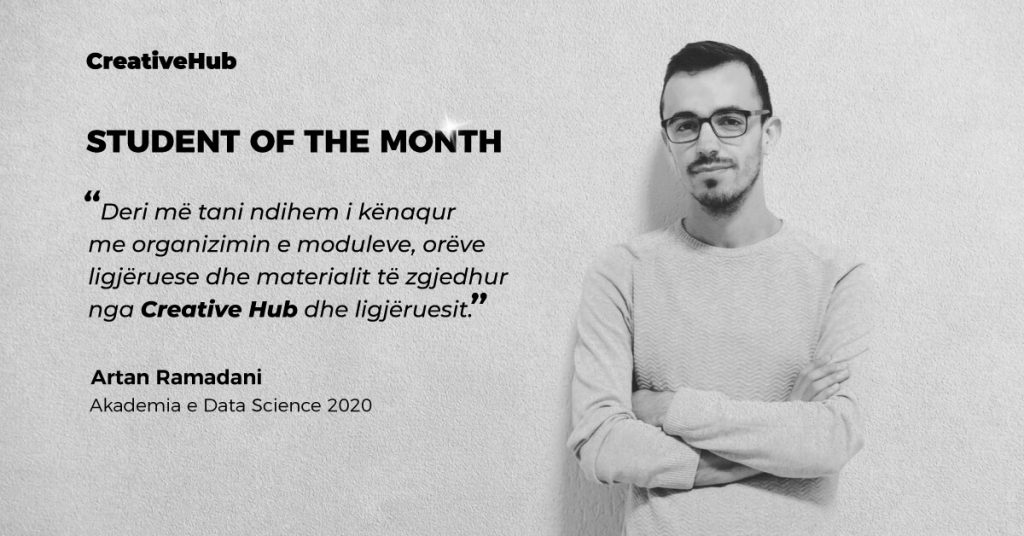 CreativeHub
STUDENT OF THE MONTH
“Deri më tani ndihem i kënaqur
me organizimin e moduleve, orëve
ligjëruese dhe materialit të zgjedhur
nga Creative Hub dhe ligjëruesit.”
Artan Ramadani
Akademia e Data Science 2020